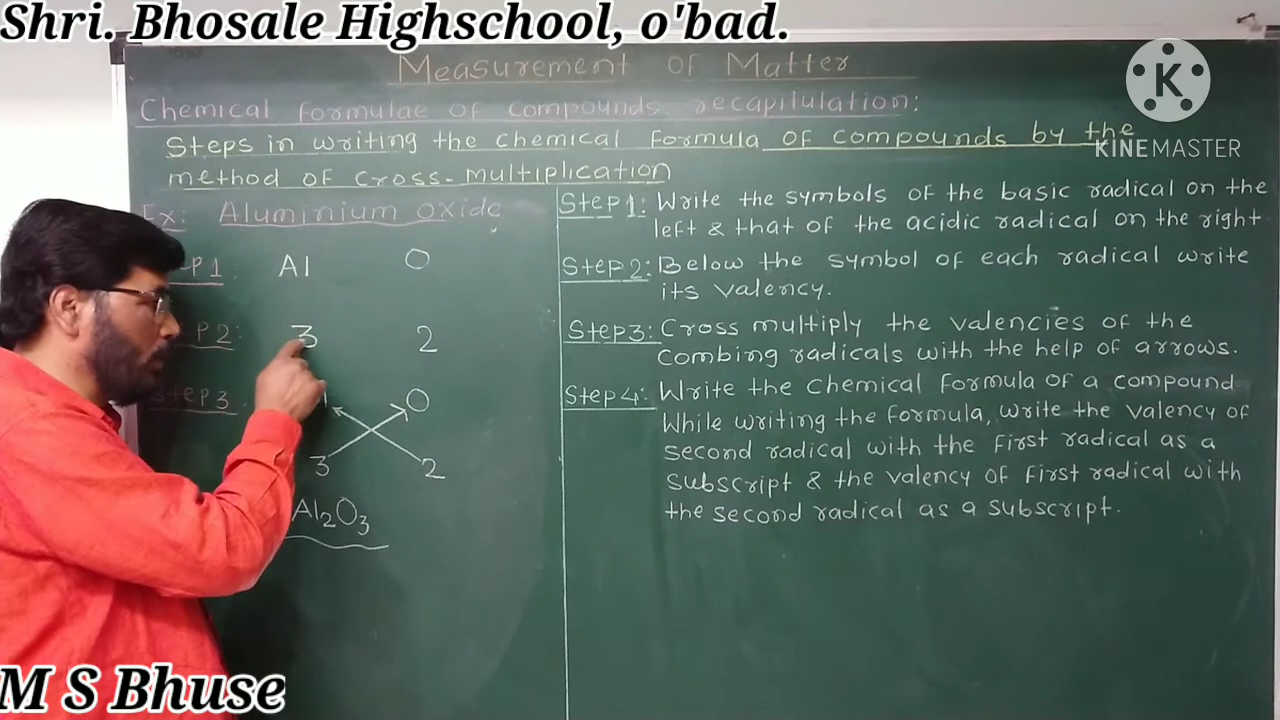 Shri. Bhosale Highschool, o'bad.
Measurement of Matter
K
KINEMASTER
Chemical formulae of compounds. recapitulation:
Steps in writing the chemical formula of compounds by the
method of cross-multiplication
Ex: Aluminium oxide
Al O
3 2
Step3 O
3 2
Al2O3
Step1: Write the symbols of the basic radical on the
left & that of the acidic radical on the right
Step2: Below the symbol of each radical write
its valency.
Step3: Cross multiply the valencies of the
combing radicals with the help of arrows.
Step4: Write the chemical formula of a compound
While writing the formula, write the valency of
second radical with the first radical as a
subscript & the valency of first radical with
the second radical as a subscript.
M S Bhuse